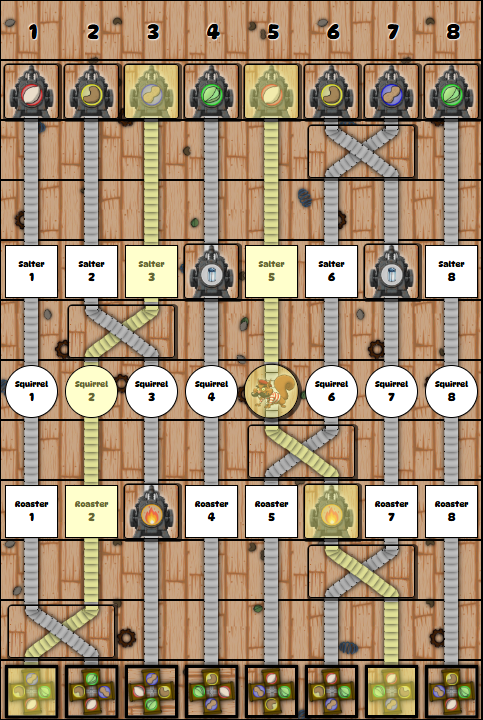 1 2 3 4 5 6 7 8
Salter 1
Salter 2
Salter 3
Salter 5
Salter 6
Salter 8
Squirrel 1
Squirrel 2
Squirrel 3
Squirrel 4
Squirrel 6
Squirrel 7
Squirrel 8
Roaster 1
Roaster 2
Roaster 4
Roaster 5
Roaster 7
Roaster 8